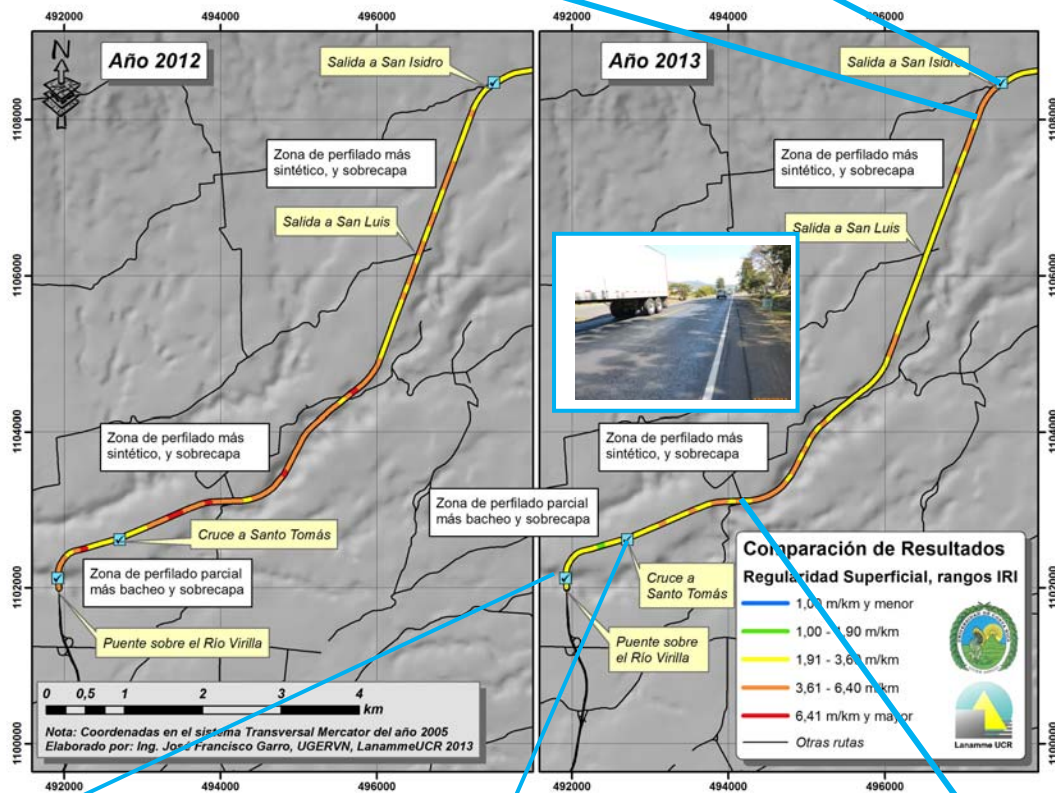 492000
494000
496000
492000
494000
496000
1108000
1106000
1104000
1102000
1100000
N
Año 2012
Salida a San Isidro
Zona de perfilado más
sintético, y sobrecapa
Salida a San Luis
Zona de perfilado más
sintético, y sobrecapa
Cruce a Santo Tomás
Zona de perfilado parcial
más bacheo y sobrecapa
Puente sobre el Río Virilla
0 0,5 1 2 3 4
km
Nota: Coordenadas en el sistema Transversal Mercator del año 2005
Elaborado por: Ing. José Francisco Garro, UGERVN, LanammeUCR 2013
Año 2013
Salida a San Isidro
Zona de perfilado más
sintético, y sobrecapa
Salida a San Luis
Zona de perfilado más
sintético, y sobrecapa
Zona de perfilado parcial
más bacheo y sobrecapa
Cruce a
Santo Tomás
Puente sobre
el Río Virilla
Comparación de Resultados
Regularidad Superficial, rangos IRI
1,00 m/km y menor
1,00 - 1,90 m/km
1,91 - 3,60 m/km
3,61 - 6,40 m/km
6,41 m/km y mayor
Otras rutas
Lanamme UCR
1108000
1106000
1104000
1102000
1100000
492000
494000
496000
492000
494000
496000